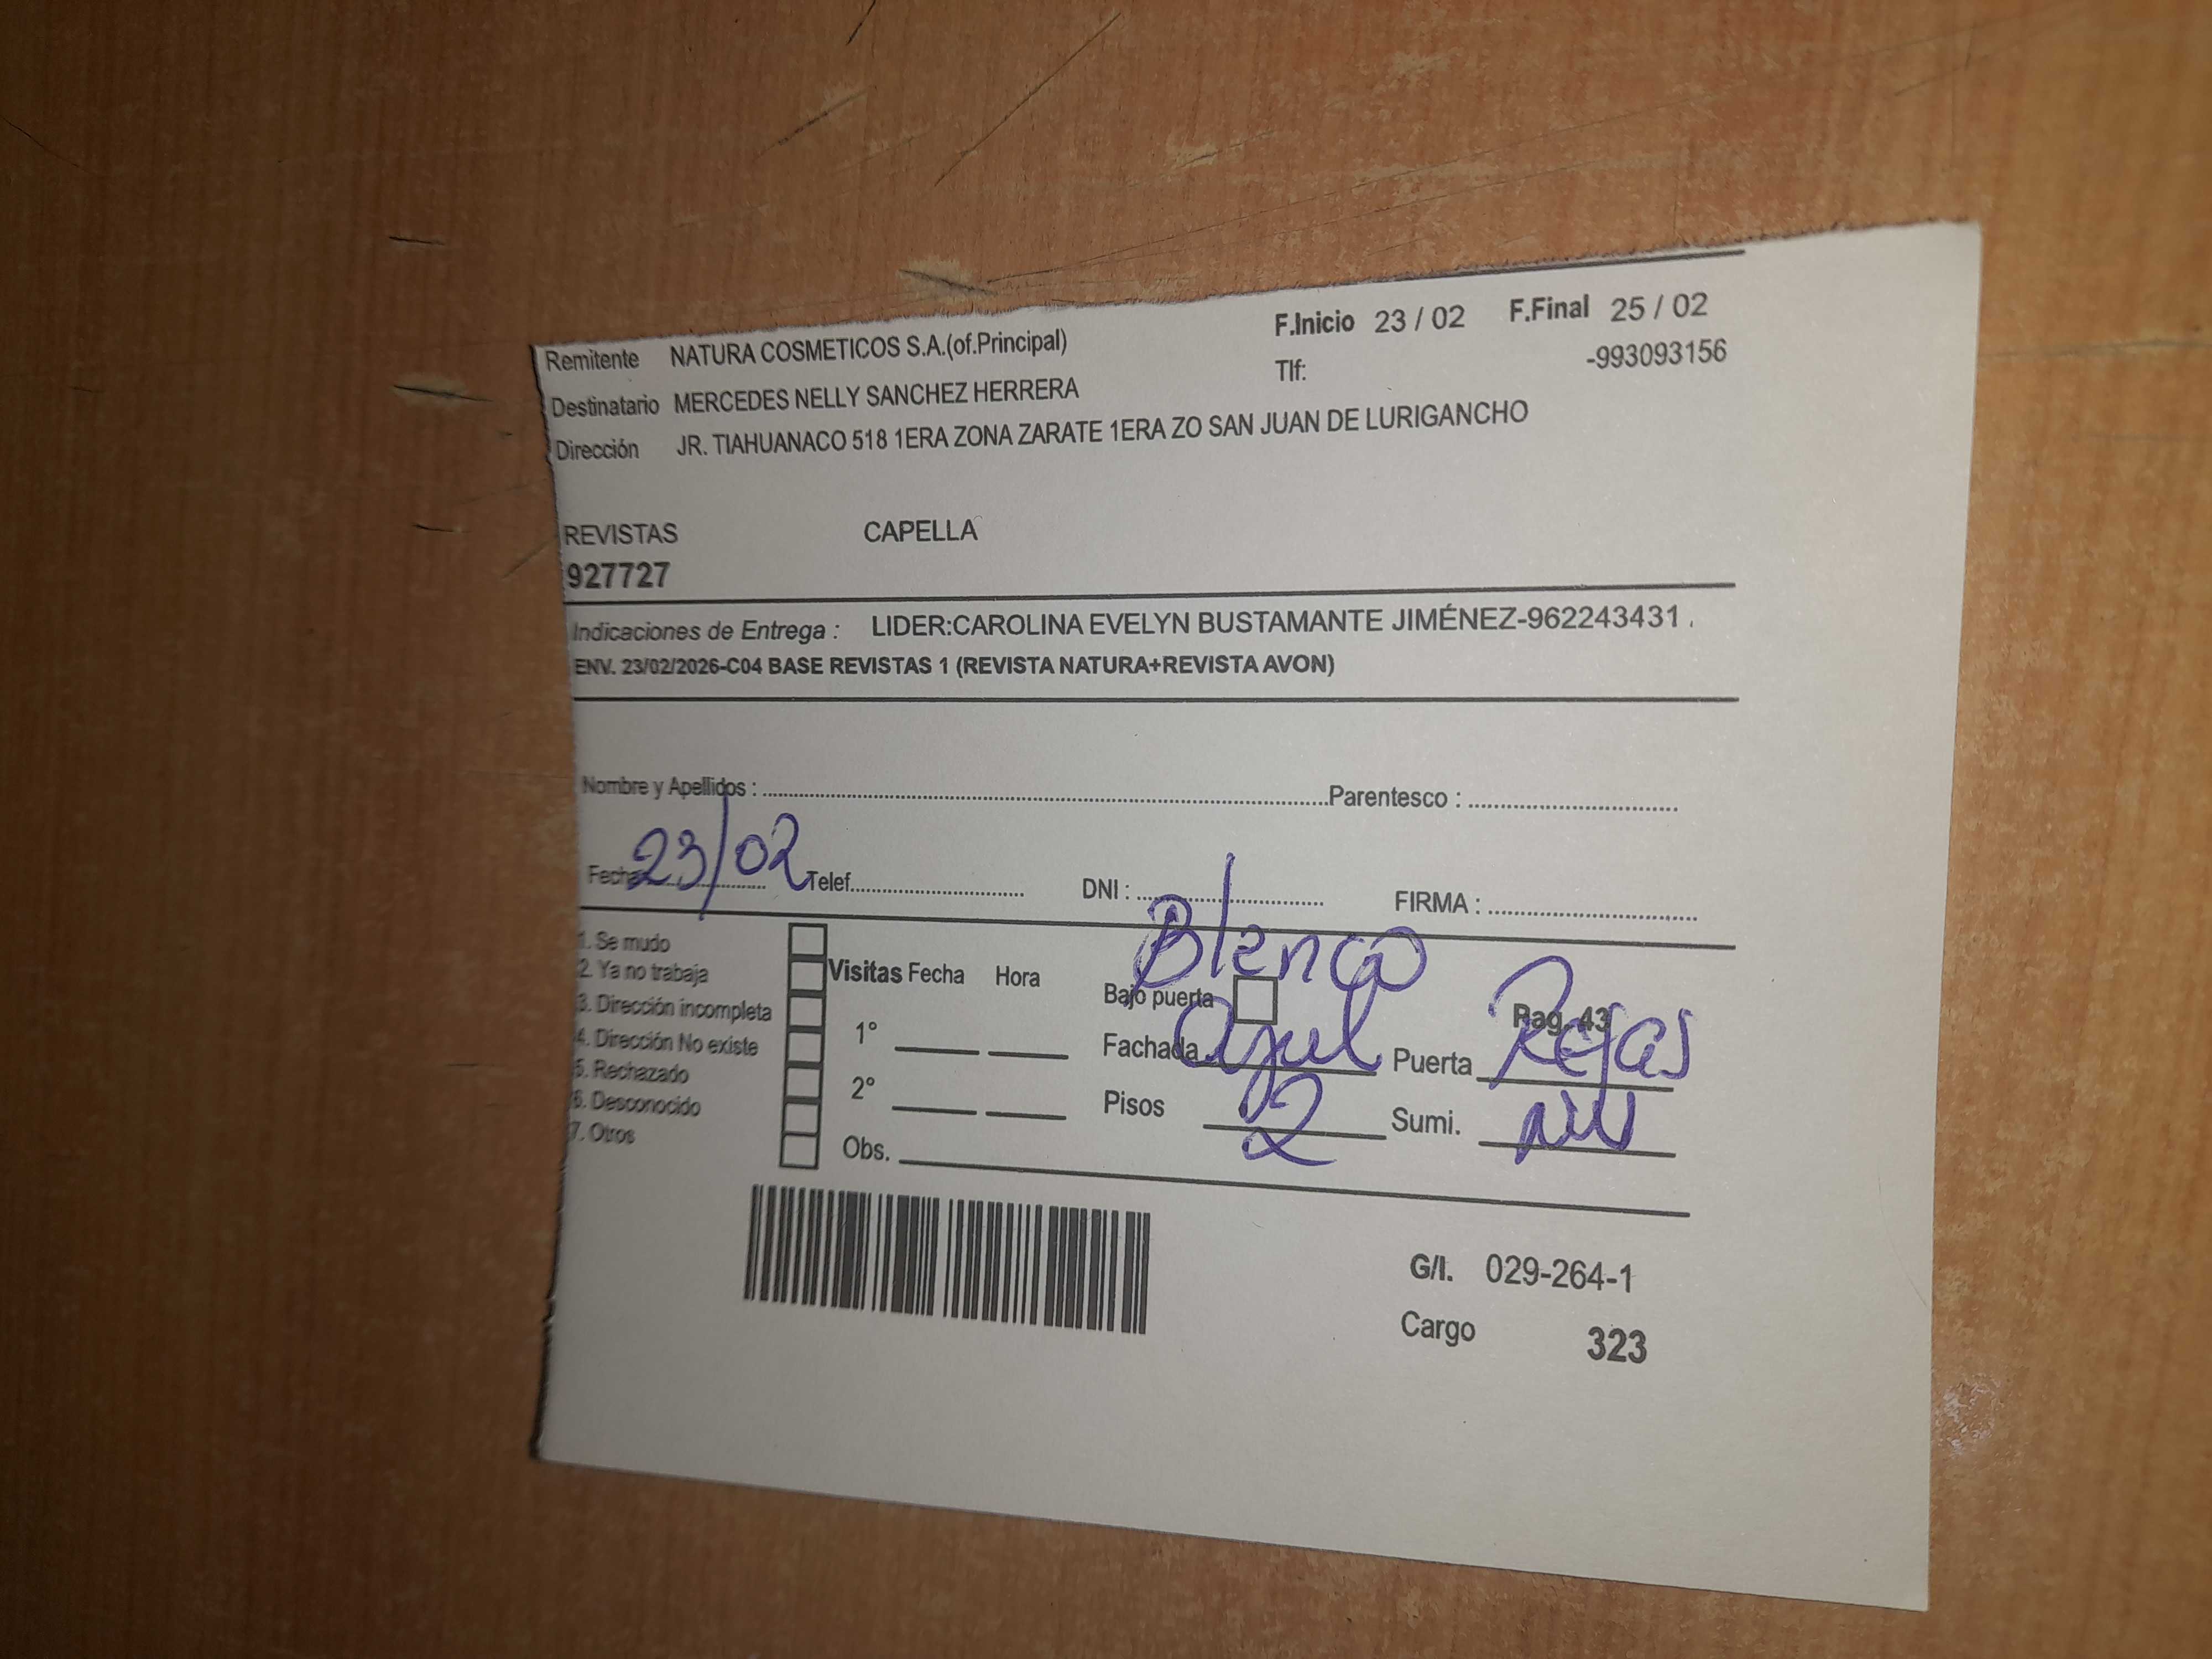 F.Inicio 23 / 02 F.Final 25 / 02
Remitente NATURA COSMETICOS S.A.(of.Principal)
Tlf: -993093156
Destinatario MERCEDES NELLY SANCHEZ HERRERA
Dirección JR. TIAHUANACO 518 1ERA ZONA ZARATE 1ERA ZO SAN JUAN DE LURIGANCHO
REVISTAS CAPELLA
927727
Indicaciones de Entrega : LIDER:CAROLINA EVELYN BUSTAMANTE JIMÉNEZ-962243431 .
ENV. 23/02/2026-C04 BASE REVISTAS 1 (REVISTA NATURA+REVISTA AVON)
Nombre y Apellidos : Parentesco :
Fecha 23/02 Telef. DNI : FIRMA :
1. Se mudo
2. Ya no trabaja
3. Dirección incompleta
4. Dirección No existe
5. Rechazado
6. Desconocido
7. Otros
Visitas Fecha Hora
1°
2°
Obs.
Blanco
Bajo puerta Pag. 43
Fachada Azul Puerta Rejas
Pisos 2 Sumi.
G/I. 029-264-1
Cargo 323